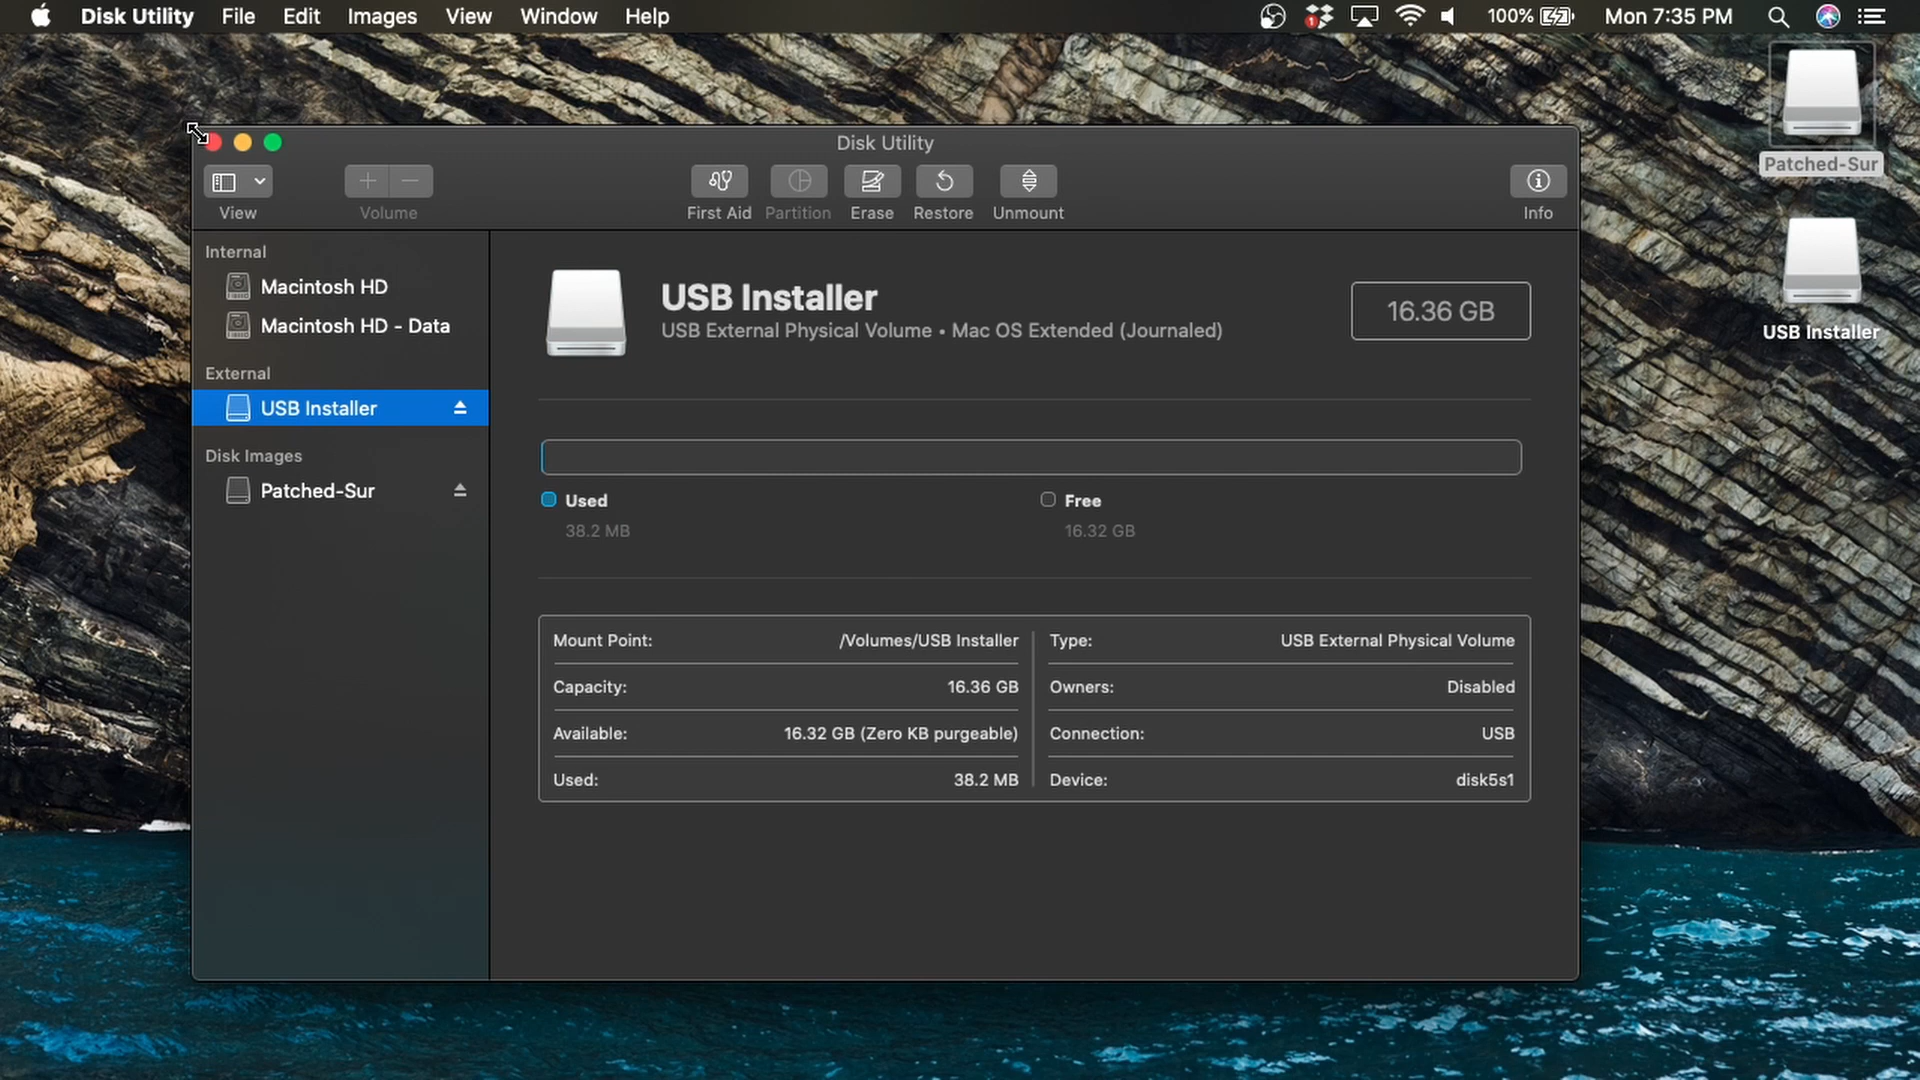 Disk Utility File Edit Images View Window Help 1 100% Mon 7:35 PM
Disk Utility
View Volume First Aid Partition Erase Restore Unmount Info
Internal
Macintosh HD
Macintosh HD - Data
External
USB Installer
Disk Images
Patched-Sur
USB Installer
USB External Physical Volume • Mac OS Extended (Journaled)
16.36 GB
Used Free
38.2 MB 16.32 GB
Mount Point: /Volumes/USB Installer Type: USB External Physical Volume
Capacity: 16.36 GB Owners: Disabled
Available: 16.32 GB (Zero KB purgeable) Connection: USB
Used: 38.2 MB Device: disk5s1
Patched-Sur
USB Installer